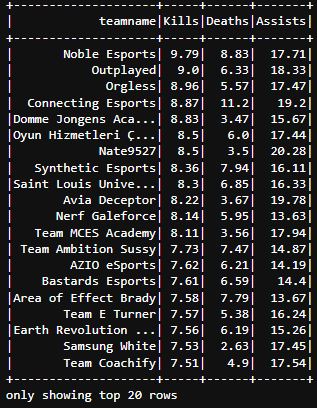 +--------------------+-----+------+-------+
|            teamname|Kills|Deaths|Assists|
+--------------------+-----+------+-------+
|       Noble Esports| 9.79|  8.83|  17.71|
|           Outplayed|  9.0|  6.33|  18.33|
|             Orgless| 8.96|  5.57|  17.47|
|  Connecting Esports| 8.87|  11.2|   19.2|
|Domme Jongens Aca...| 8.83|  3.47|  15.67|
|Oyun Hizmetleri Ç...|  8.5|   6.0|  17.44|
|            Nate9527|  8.5|   3.5|  20.28|
|   Synthetic Esports| 8.36|  7.94|  16.11|
|Saint Louis Unive...|  8.3|  6.85|  16.33|
|       Avia Deceptor| 8.22|  3.67|  19.78|
|      Nerf Galeforce| 8.14|  5.95|  13.63|
|   Team MCES Academy| 8.11|  3.56|  17.94|
| Team Ambition Sussy| 7.73|  7.47|  14.87|
|        AZIO eSports| 7.62|  6.21|  14.19|
|    Bastards Esports| 7.61|  6.59|   14.4|
|Area of Effect Brady| 7.58|  7.79|  13.67|
|       Team E Turner| 7.57|  5.38|  16.24|
|Earth Revolution ...| 7.56|  6.19|  15.26|
|       Samsung White| 7.53|  2.63|  17.45|
|       Team Coachify| 7.51|   4.9|  17.54|
+--------------------+-----+------+-------+
only showing top 20 rows